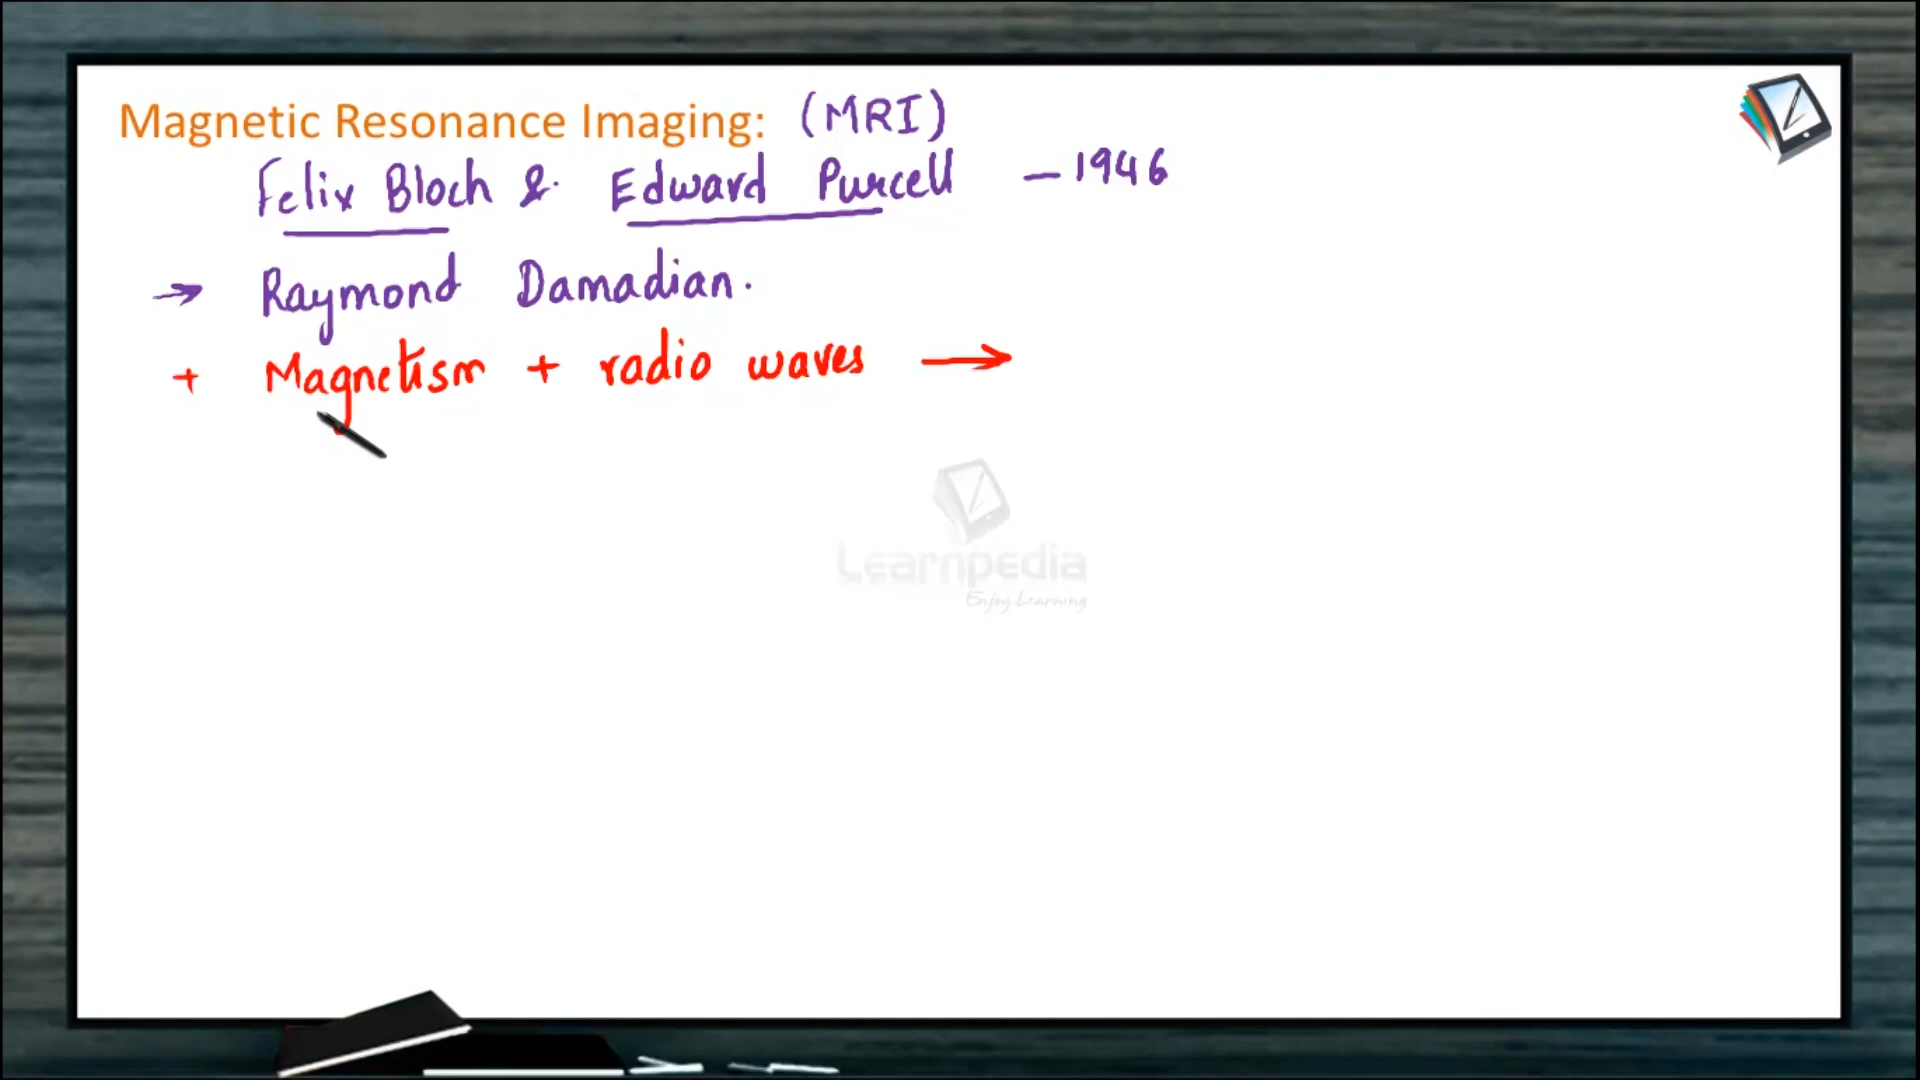 Magnetic Resonance Imaging: (MRI)
Felix Bloch & Edward Purcell - 1946
→ Raymond Damadian.
+ Magnetism + radio waves →
Learnpedia
Enjoy Learning